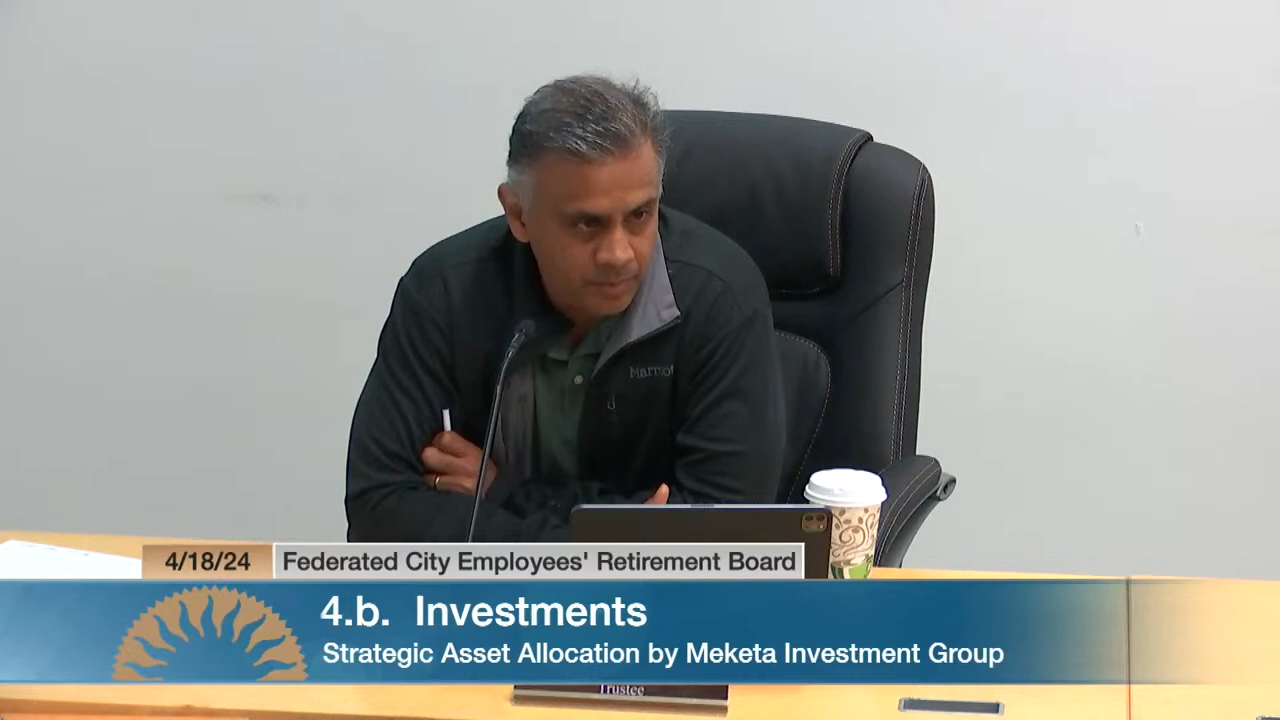 Marmot
4/18/24 Federated City Employees' Retirement Board
4.b. Investments
Strategic Asset Allocation by Meketa Investment Group
Trustee